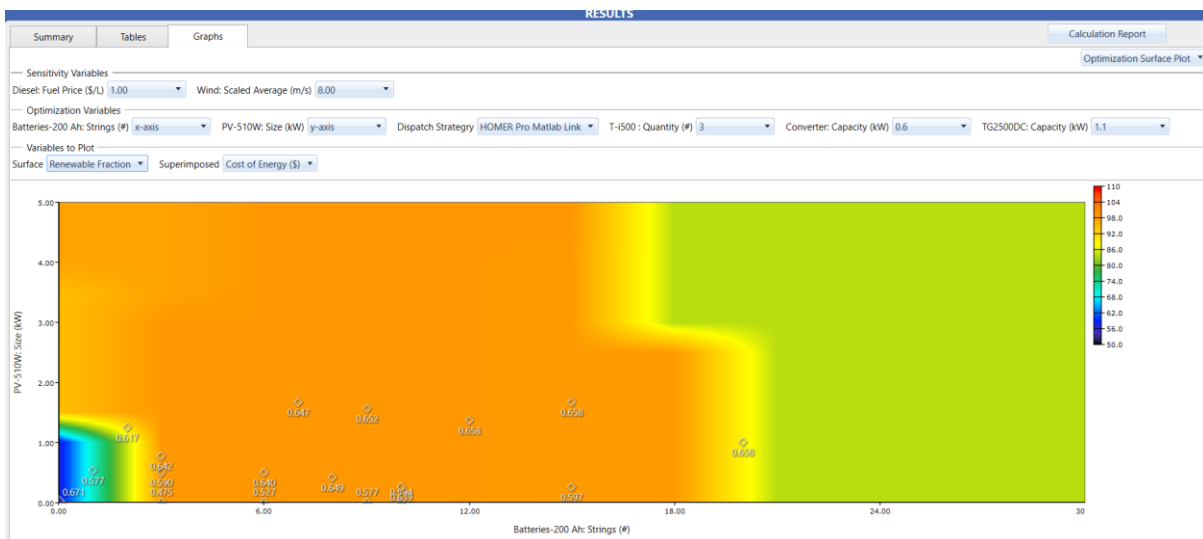 RESULTS
Summary Tables Graphs Calculation Report
Optimization Surface Plot
Sensitivity Variables
Diesel: Fuel Price ($/L) 1.00 Wind: Scaled Average (m/s) 8.00
Optimization Variables
Batteries-200 Ah: Strings (#) x-axis PV-510W: Size (kW) y-axis Dispatch Strategry HOMER Pro Matlab Link T-i500 : Quantity (#) 3 Converter: Capacity (kW) 0.6 TG2500DC: Capacity (kW) 1.1
Variables to Plot
Surface Renewable Fraction Superimposed Cost of Energy ($)
110
104
98.0
92.0
86.0
80.0
74.0
68.0
62.0
56.0
50.0
PV-510W: Size (kW)
5.00
4.00
3.00
2.00
1.00
0.00
0.647 0.652 0.658 0.658
0.617
0.642 0.658
0.577 0.590 0.640 0.649
0.671 0.475 0.527 0.577 0.597
0.00 6.00 12.00 18.00 24.00 30
Batteries-200 Ah: Strings (#)